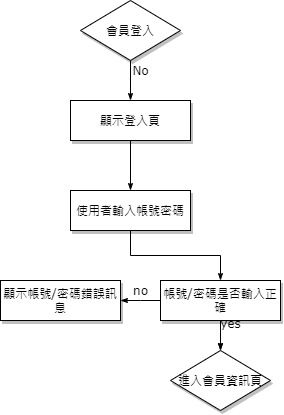 會員登入
No
顯示登入頁
使用者輸入帳號密碼
no
顯示帳號/密碼錯誤訊
息
帳號/密碼是否輸入正
確
yes
進入會員資訊頁